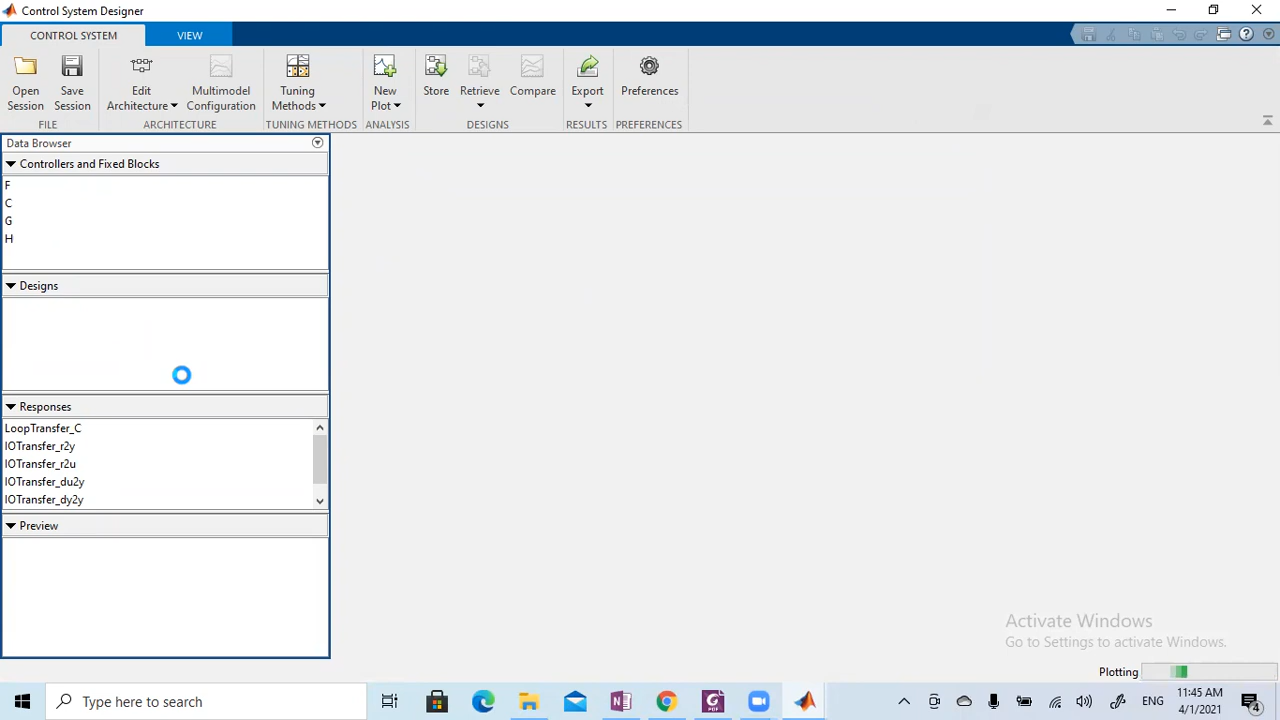 Control System Designer
CONTROL SYSTEM
VIEW
Open
Session
Save
Session
Edit
Architecture
Multimodel
Configuration
Tuning
Methods
New
Plot
Store
Retrieve
Compare
Export
Preferences
FILE
ARCHITECTURE
TUNING METHODS
ANALYSIS
DESIGNS
RESULTS
PREFERENCES
Data Browser
Controllers and Fixed Blocks
F
C
G
H
Designs
Responses
LoopTransfer_C
IOTransfer_r2y
IOTransfer_r2u
IOTransfer_du2y
IOTransfer_dy2y
Preview
Activate Windows
Go to Settings to activate Windows.
Plotting
Type here to search
ENG
11:45 AM
4/1/2021
4